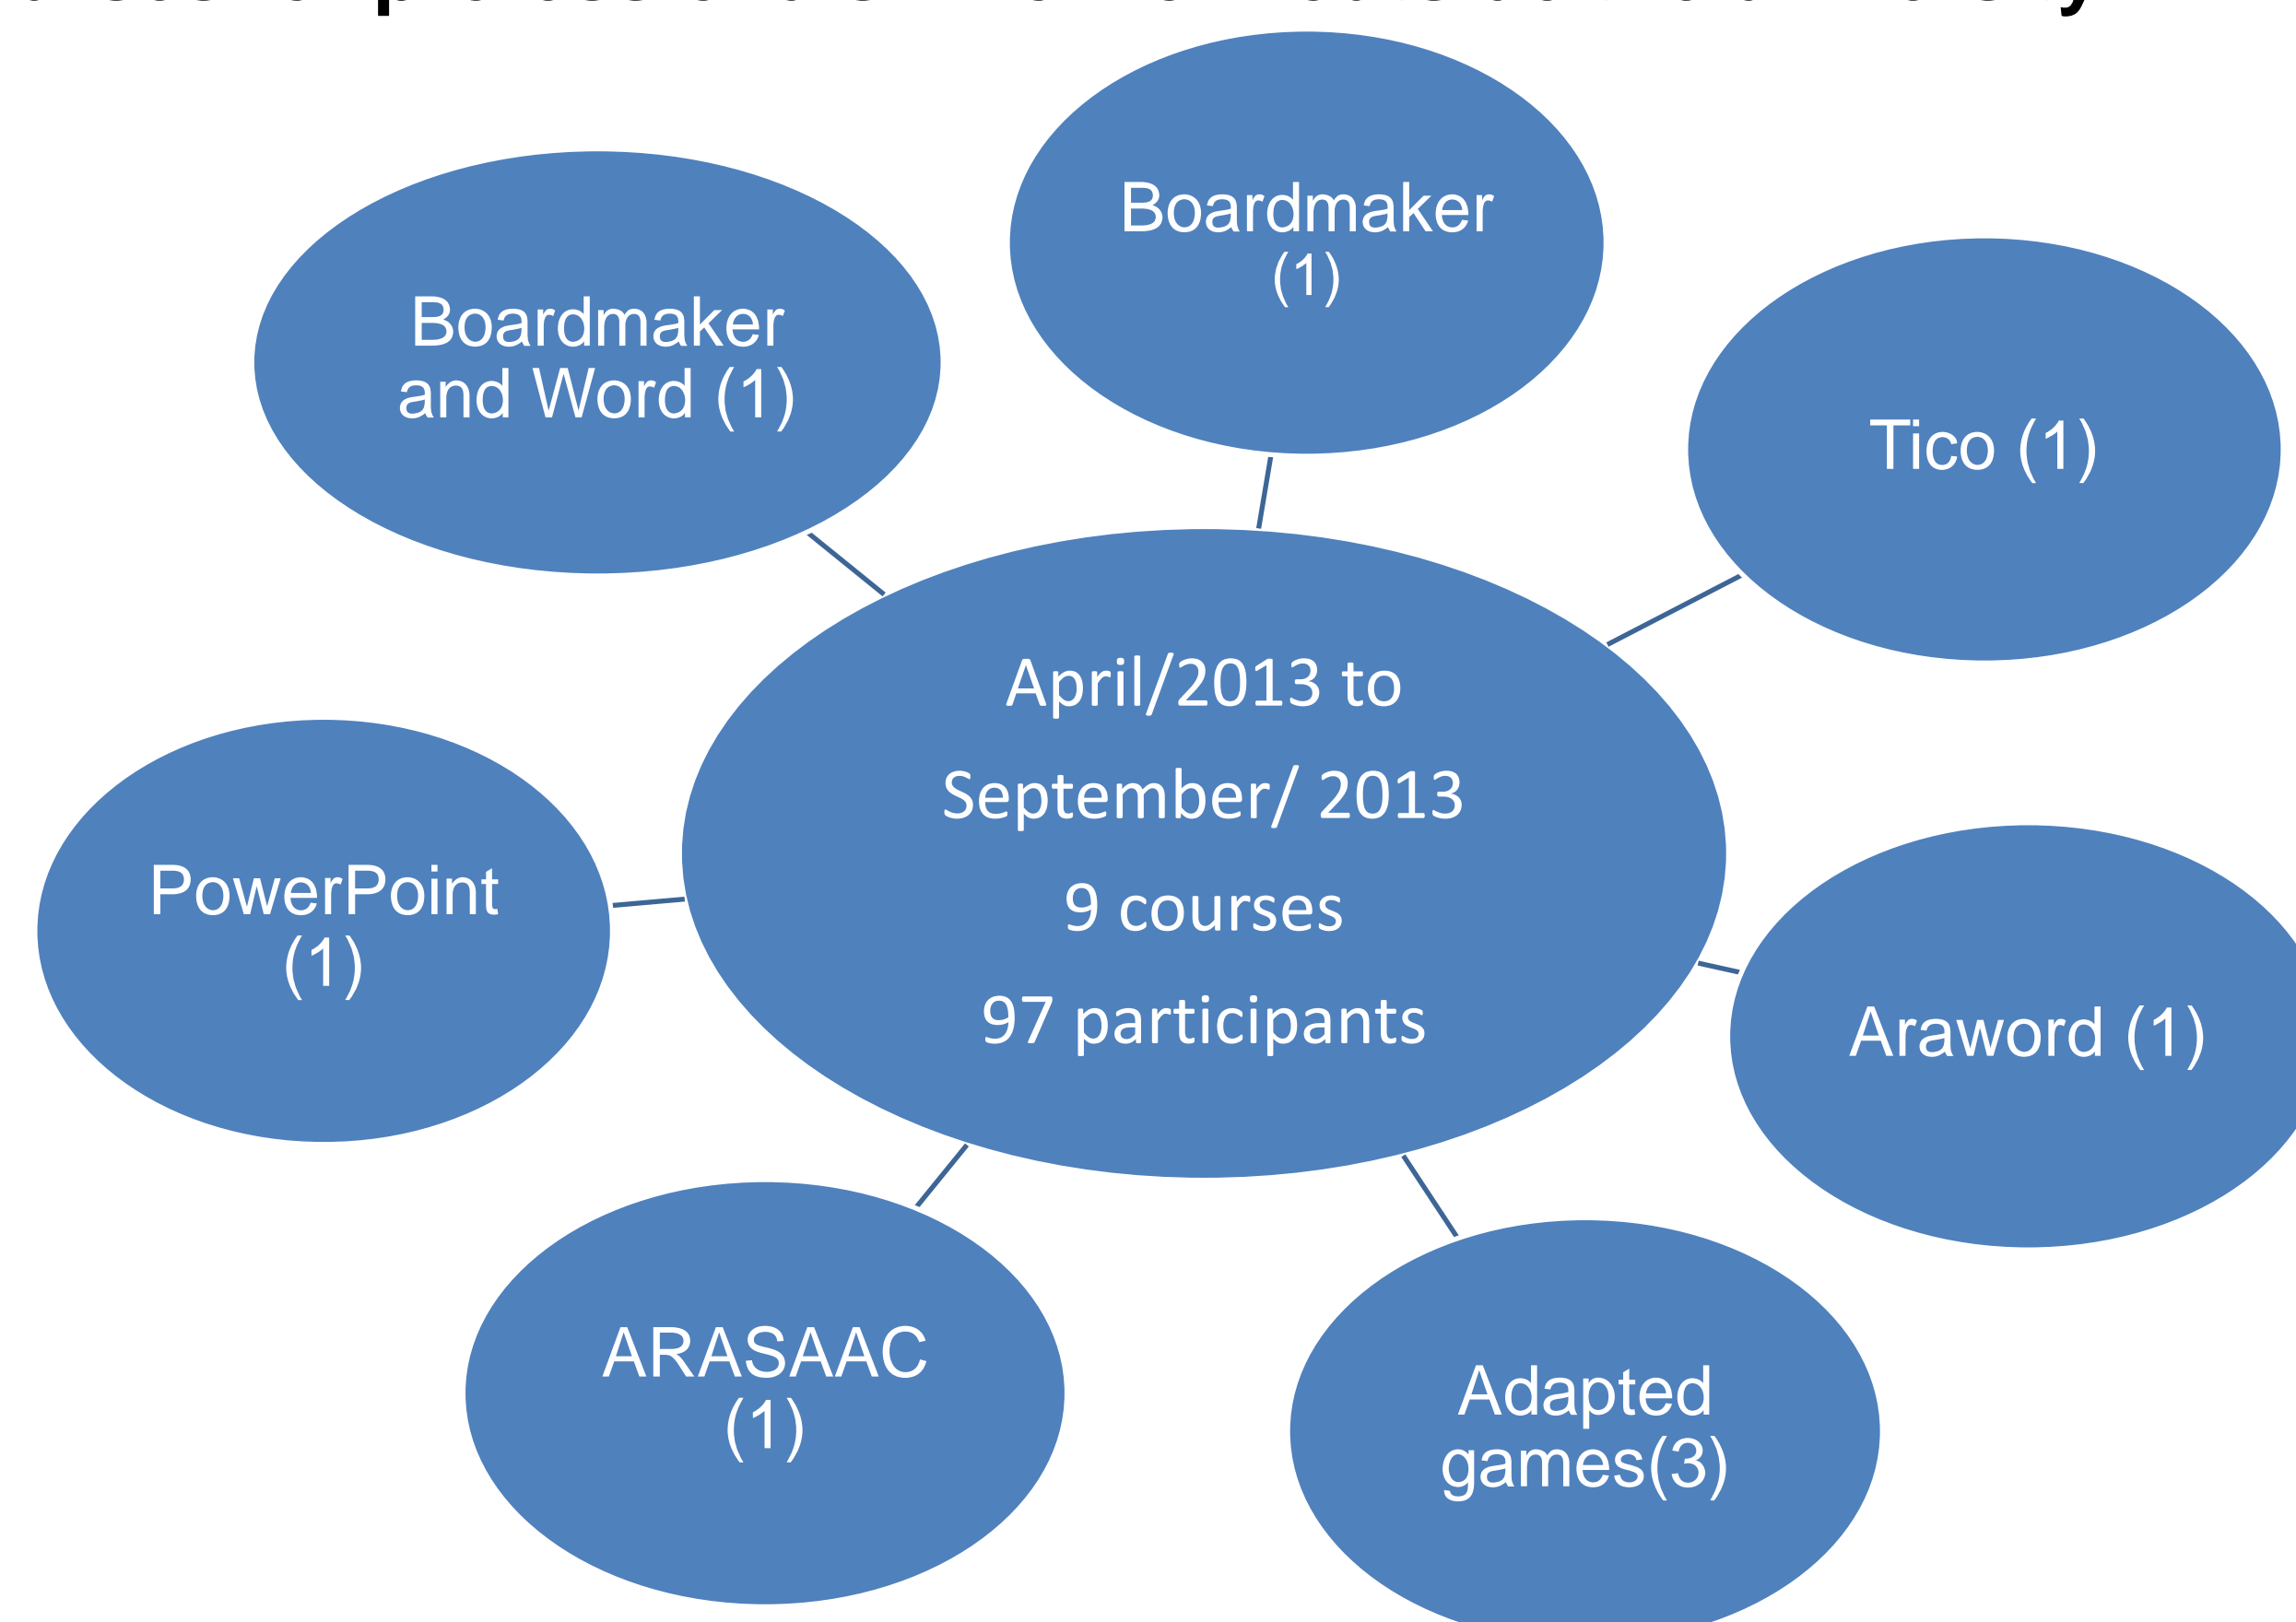 Boardmaker
(1)
Boardmaker
and Word (1)
Tico (1)
April/2013 to
September/ 2013
9 courses
97 participants
PowerPoint
(1)
Araword (1)
ARASAAC
(1)
Adapted
games(3)